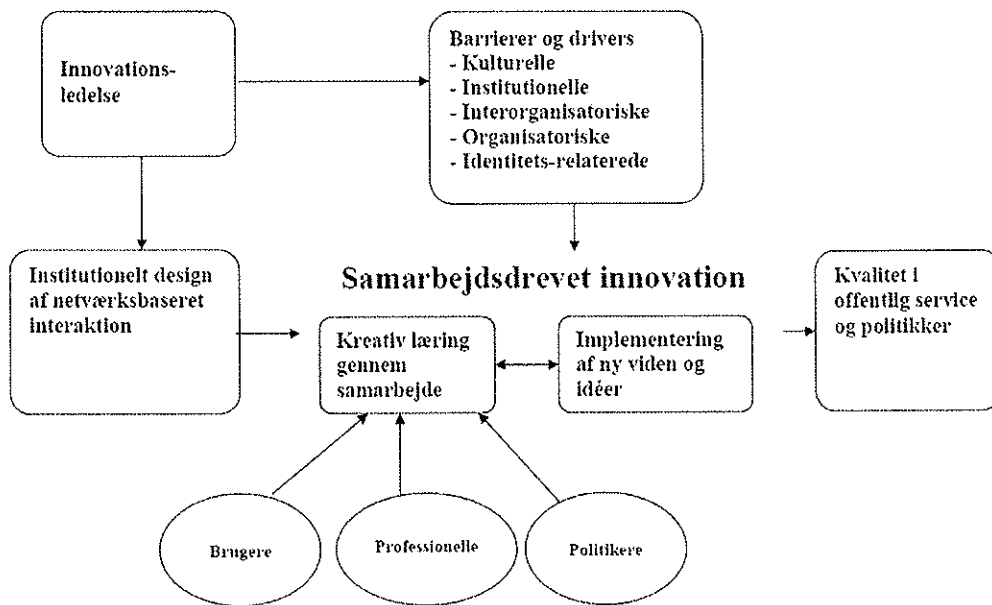 Innovations-
ledelse
Barrierer og drivers
- Kulturelle
- Institutionelle
- Interorganisatoriske
- Organisatoriske
- Identitets-relaterede
Institutionelt design
af netværksbaseret
interaktion
Samarbejdsdrevet innovation
Kreativ læring
gennem
samarbejde
Implementering
af ny viden og
idéer
Kvalitet i
offentlig service
og politikker
Brugere
Professionelle
Politikere